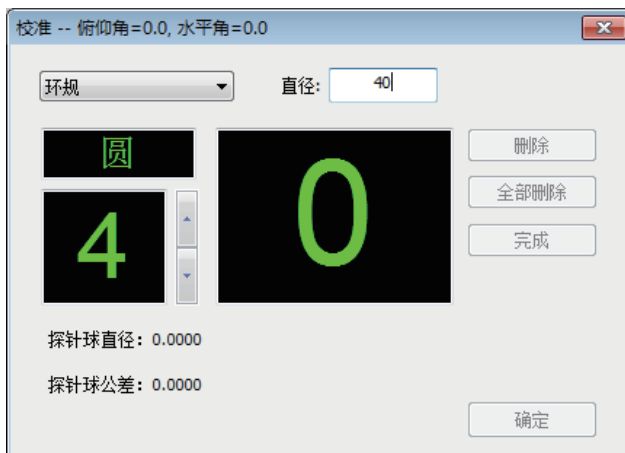 校准 -- 俯仰角=0.0, 水平角=0.0
环规
直径: 40
圆
4
0
删除
全部删除
完成
探针球直径: 0.0000
探针球公差: 0.0000
确定